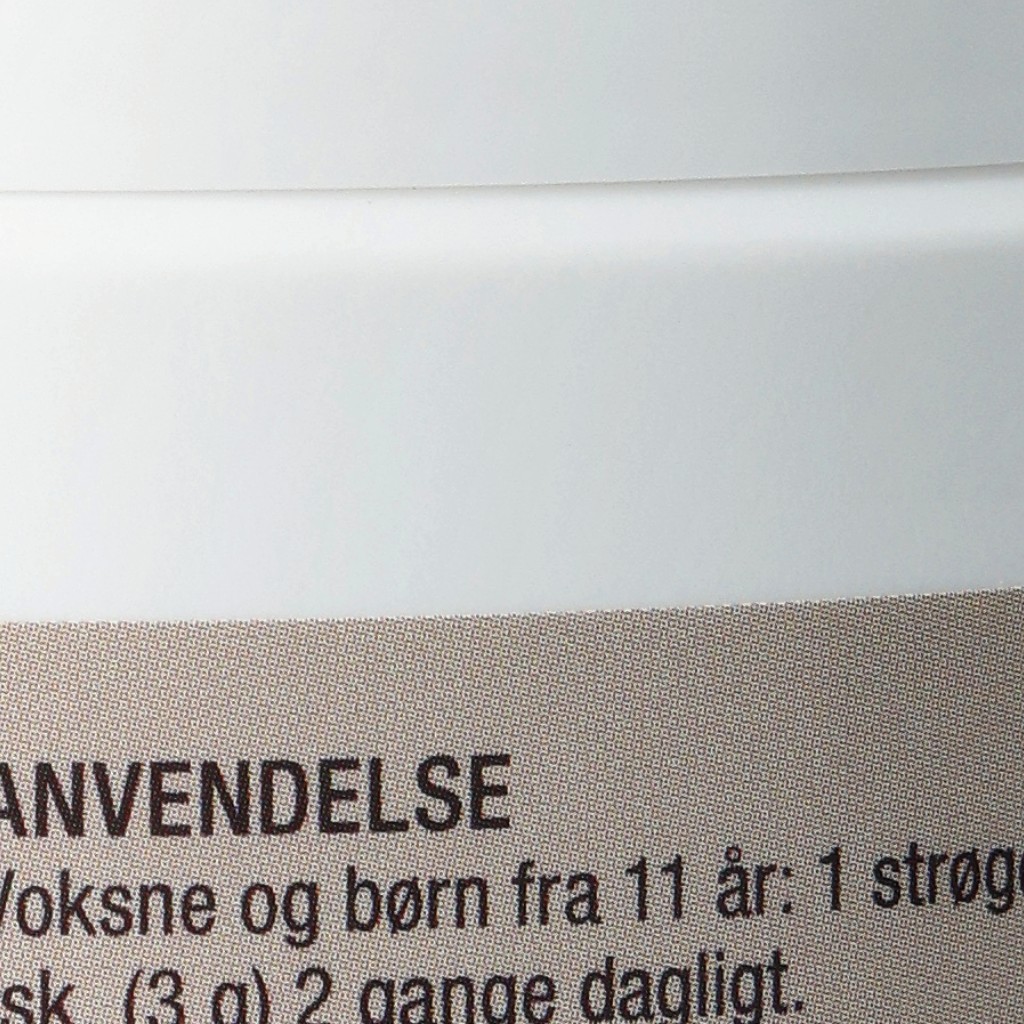 ANVENDELSE
Voksne og børn fra 11 år: 1 strøg
sk. (3 g) 2 gange dagligt.